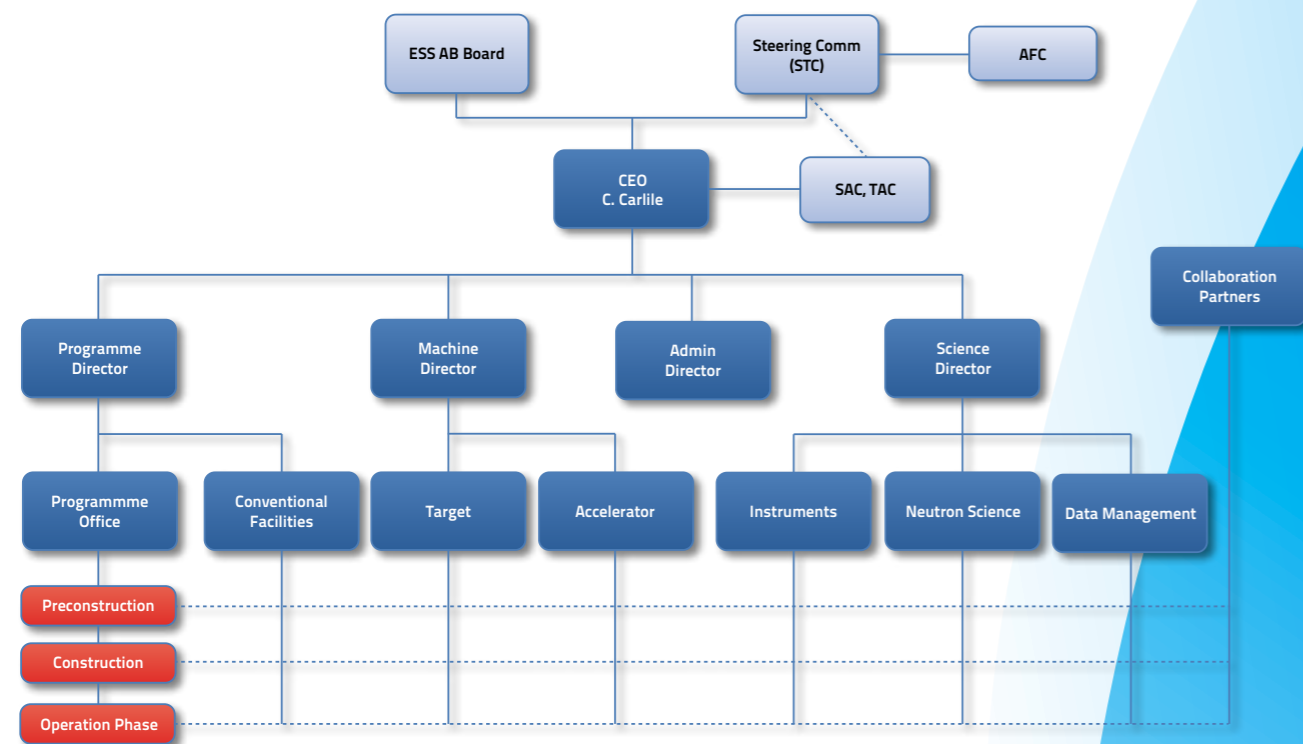 ESS AB Board
Steering Comm
(STC)
AFC
CEO
C. Carlile
SAC, TAC
Collaboration
Partners
Programme
Director
Machine
Director
Admin
Director
Science
Director
Programmme
Office
Conventional
Facilities
Target
Accelerator
Instruments
Neutron Science
Data Management
Preconstruction
Construction
Operation Phase